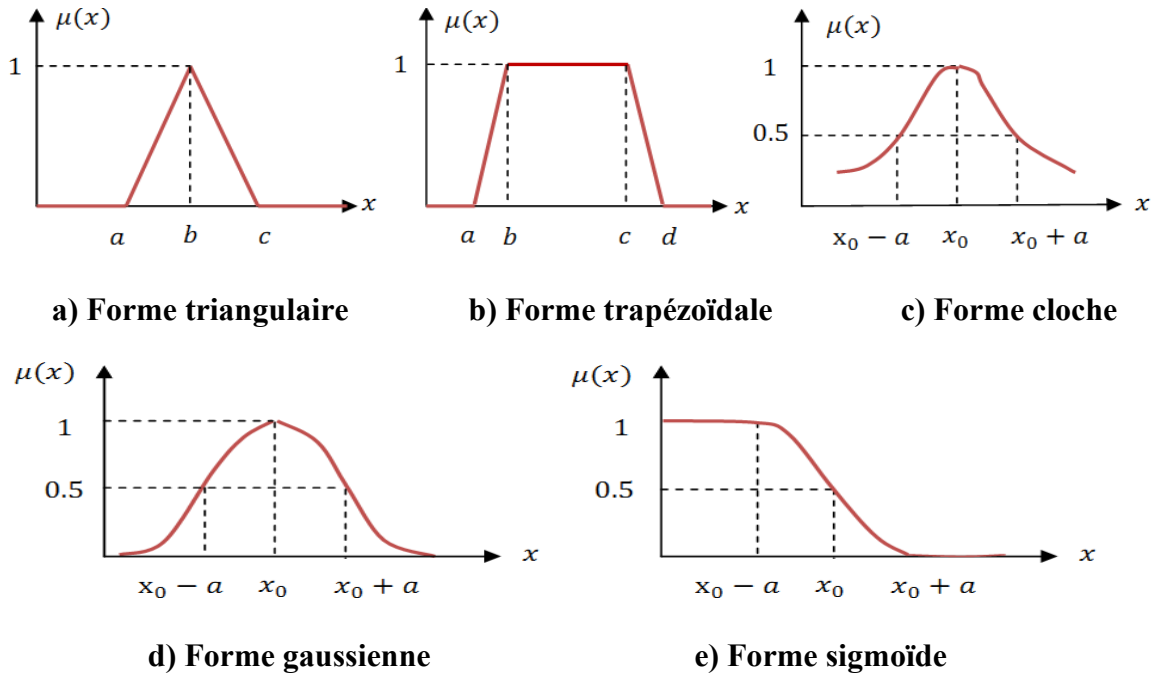 μ(x) μ(x) μ(x)
1 1 1
0.5
x x x
a b c a b c d x₀ − a x₀ x₀ + a
a) Forme triangulaire b) Forme trapézoïdale c) Forme cloche
μ(x) μ(x)
1 1
0.5 0.5
x x
x₀ − a x₀ x₀ + a x₀ − a x₀ x₀ + a
d) Forme gaussienne e) Forme sigmoïde